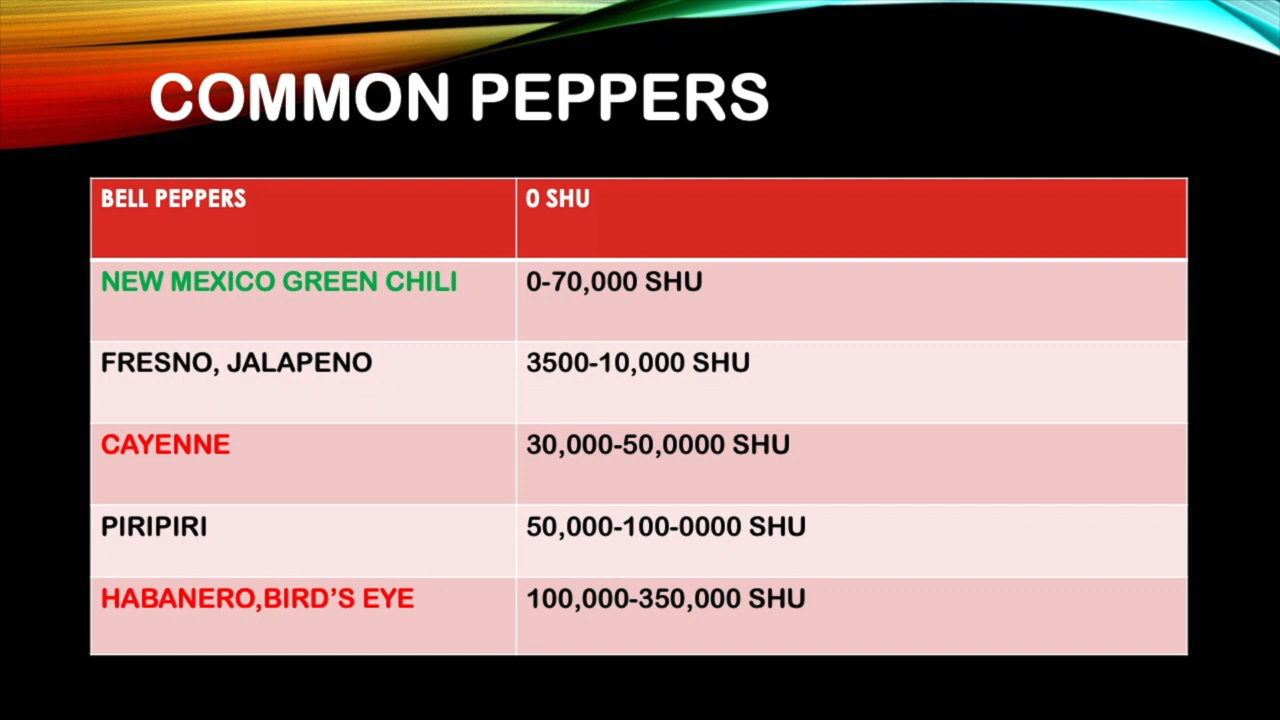 COMMON PEPPERS
BELL PEPPERS 0 SHU
NEW MEXICO GREEN CHILI 0-70,000 SHU
FRESNO, JALAPENO 3500-10,000 SHU
CAYENNE 30,000-50,0000 SHU
PIRIPIRI 50,000-100-0000 SHU
HABANERO,BIRD’S EYE 100,000-350,000 SHU